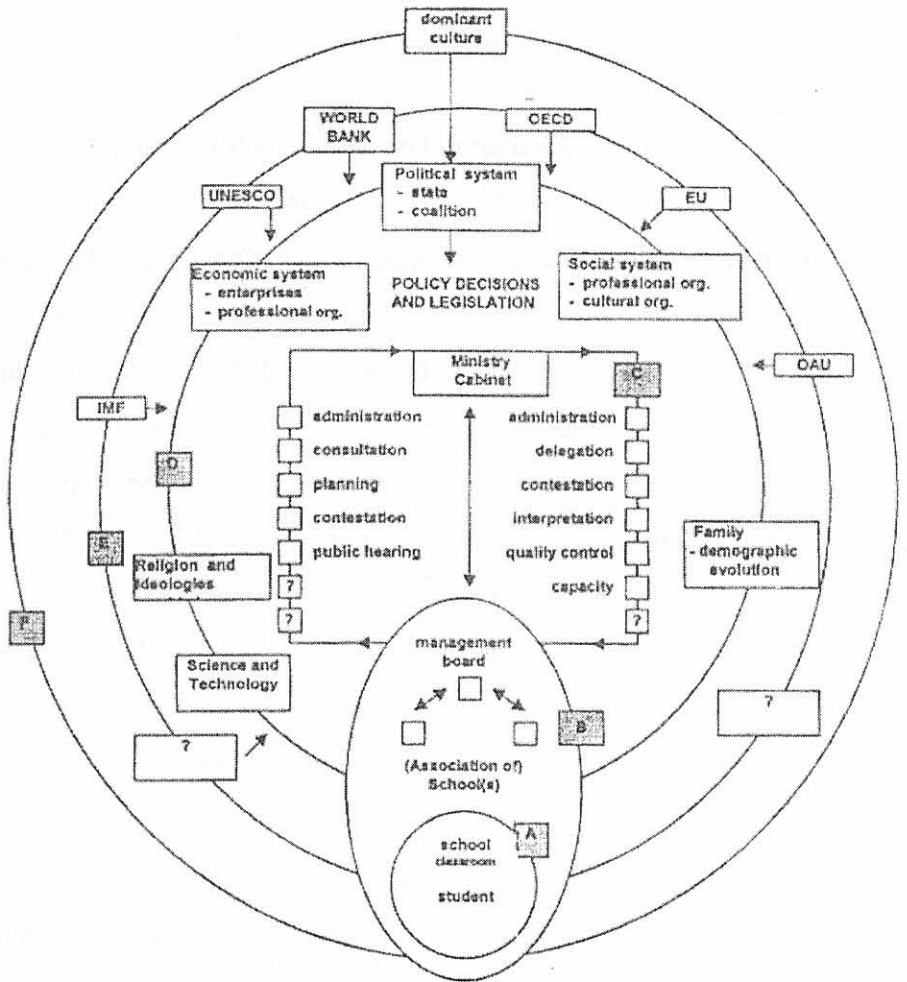 dominant
culture
WORLD
BANK
OECD
Political system
- state
- coalition
UNESCO
EU
Economic system
- enterprises
- professional org.
POLICY DECISIONS
AND LEGISLATION
Social system
- professional org.
- cultural org.
Ministry
Cabinet
C
OAU
IMF
administration
consultation
planning
contestation
public hearing
?
?
administration
delegation
contestation
interpretation
quality control
capacity
?
D
E
Religion and
Ideologies
F
Family
- demographic
evolution
Science and
Technology
?
?
management
board
B
(Association of)
School(s)
A
school
classroom
student